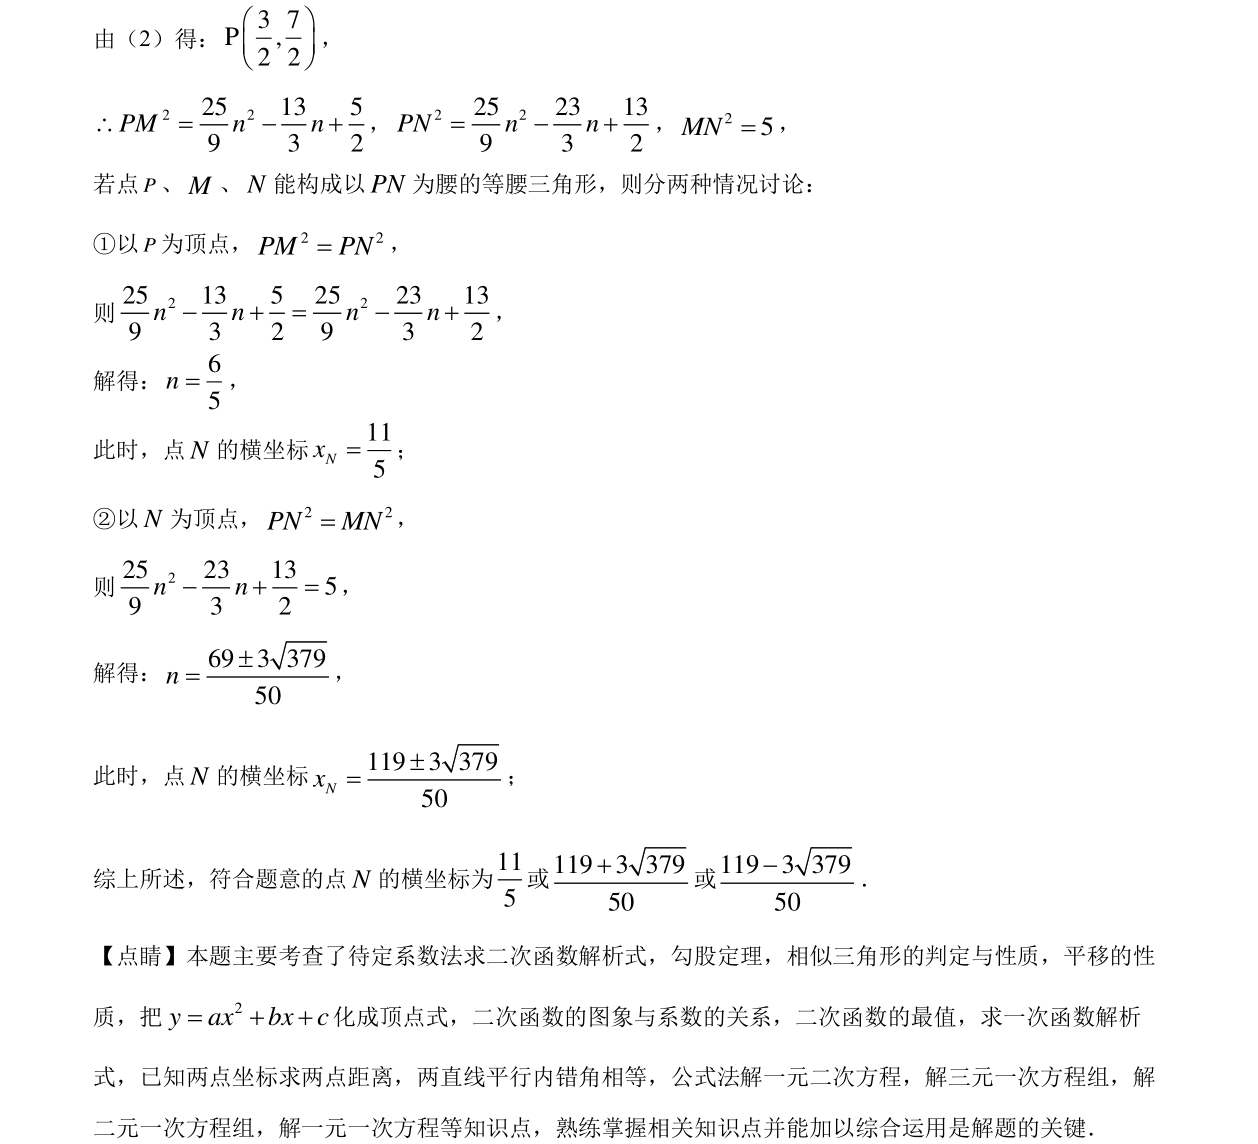 由（2）得：P(3/2, 7/2)，
∴PM² = 25/9 n² − 13/3 n + 5/2，PN² = 25/9 n² − 23/3 n + 13/2，MN² = 5，
若点 P、M、N 能构成以 PN 为腰的等腰三角形，则分两种情况讨论：
①以 P 为顶点，PM² = PN²，
则 25/9 n² − 13/3 n + 5/2 = 25/9 n² − 23/3 n + 13/2，
解得：n = 6/5，
此时，点 N 的横坐标 x_N = 11/5；
②以 N 为顶点，PN² = MN²，
则 25/9 n² − 23/3 n + 13/2 = 5，
解得：n = (69±3√379)/50，
此时，点 N 的横坐标 x_N = (119±3√379)/50；
综上所述，符合题意的点 N 的横坐标为 11/5 或 (119+3√379)/50 或 (119−3√379)/50．
【点睛】本题主要考查了待定系数法求二次函数解析式，勾股定理，相似三角形的判定与性质，平移的性
质，把 y = ax² + bx + c 化成顶点式，二次函数的图象与系数的关系，二次函数的最值，求一次函数解析
式，已知两点坐标求两点距离，两直线平行内错角相等，公式法解一元二次方程，解三元一次方程组，解
二元一次方程组，解一元一次方程等知识点，熟练掌握相关知识点并能加以综合运用是解题的关键．